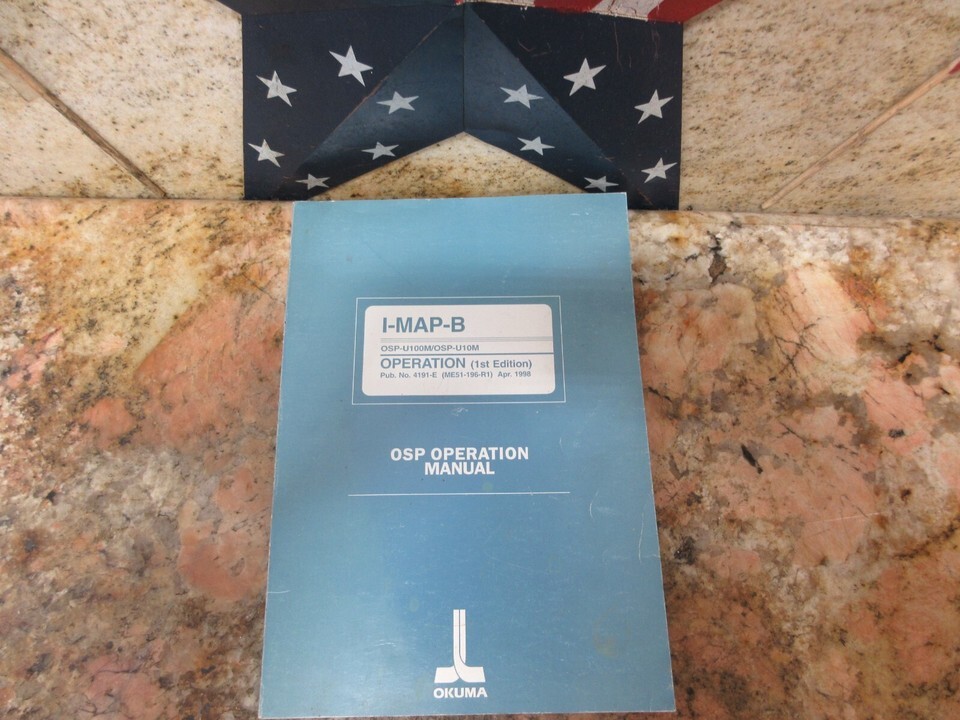 I-MAP-B
OSP-U100M/OSP-U10M
OPERATION (1st Edition)
Pub. No. 4191-E (ME51-196-R1) Apr. 1998
OSP OPERATION
MANUAL
OKUMA